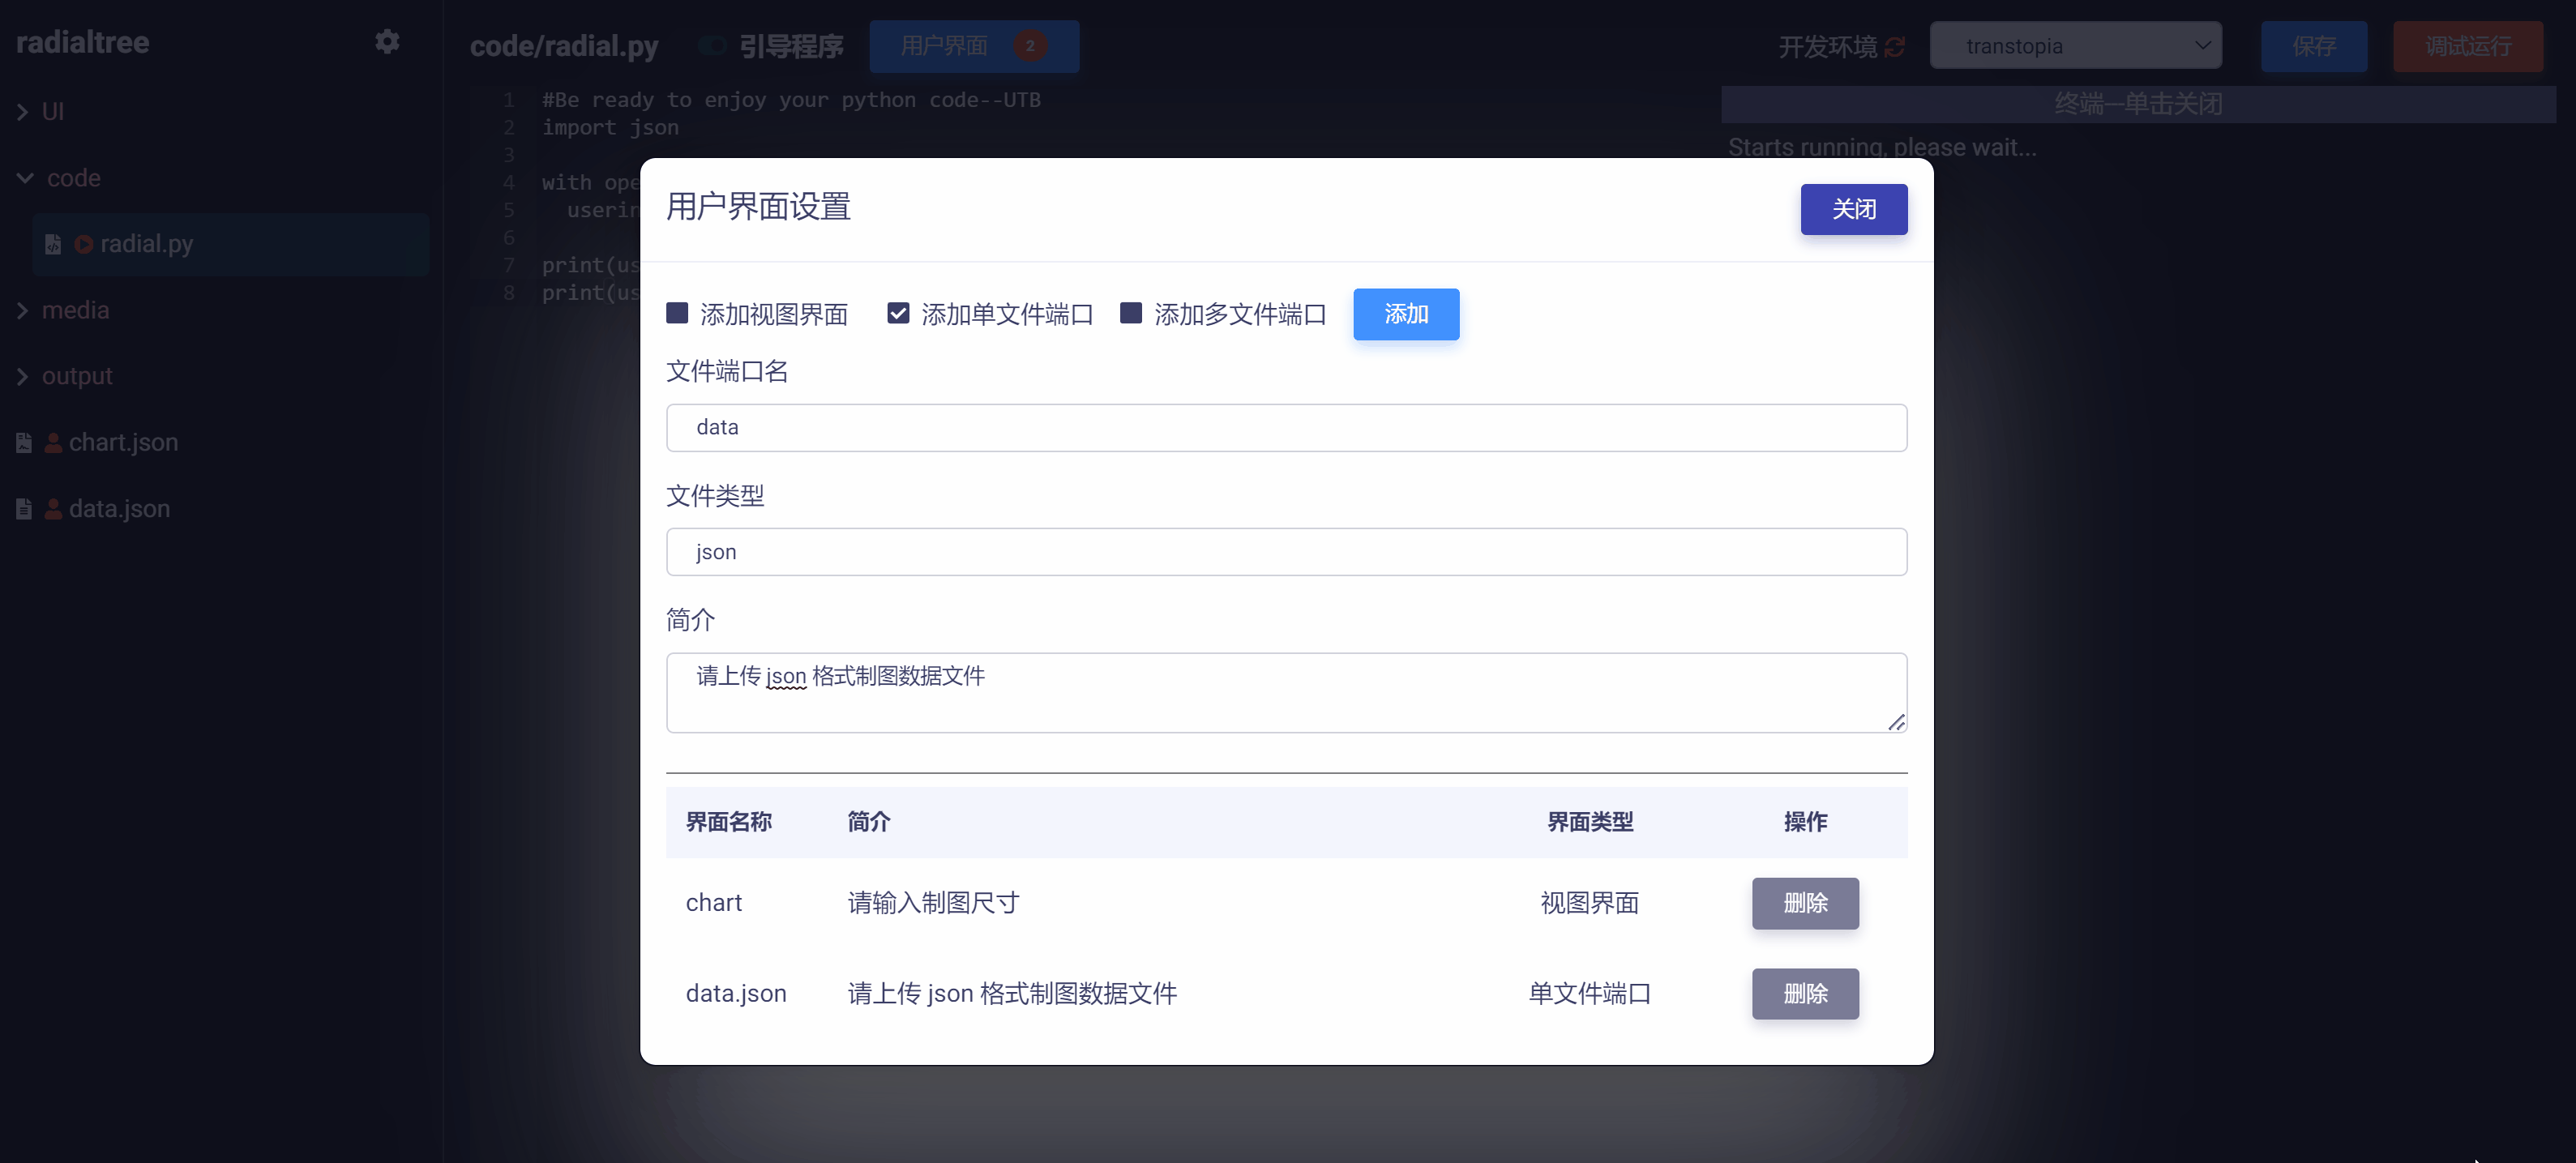 radialtree
UI
code
radial.py
media
output
chart.json
data.json
code/radial.py
引导程序
用户界面 2
开发环境
transtopia
保存
调试运行
1 #Be ready to enjoy your python code--UTB
2 import json
3
4 with ope
5 userin
6
7 print(us
8 print(us
终端—单击关闭
Starts running, please wait...
用户界面设置
关闭
添加视图界面 添加单文件端口 添加多文件端口 添加
文件端口名
data
文件类型
json
简介
请上传 json 格式制图数据文件
界面名称 简介 界面类型 操作
chart 请输入制图尺寸 视图界面 删除
data.json 请上传 json 格式制图数据文件 单文件端口 删除